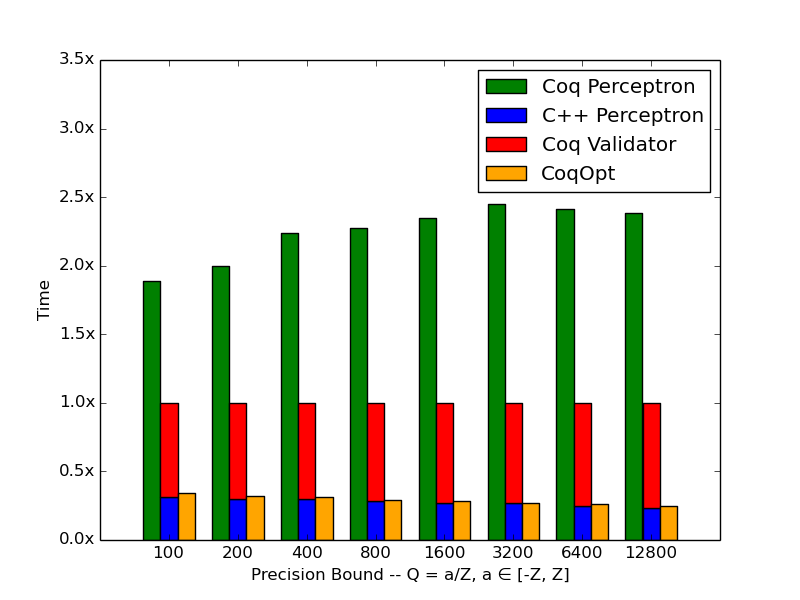 3.5x
3.0x
2.5x
2.0x
1.5x
1.0x
0.5x
0.0x
Time
Coq Perceptron
C++ Perceptron
Coq Validator
CoqOpt
100 200 400 800 1600 3200 6400 12800
Precision Bound -- Q = a/Z, a ∈ [-Z, Z]